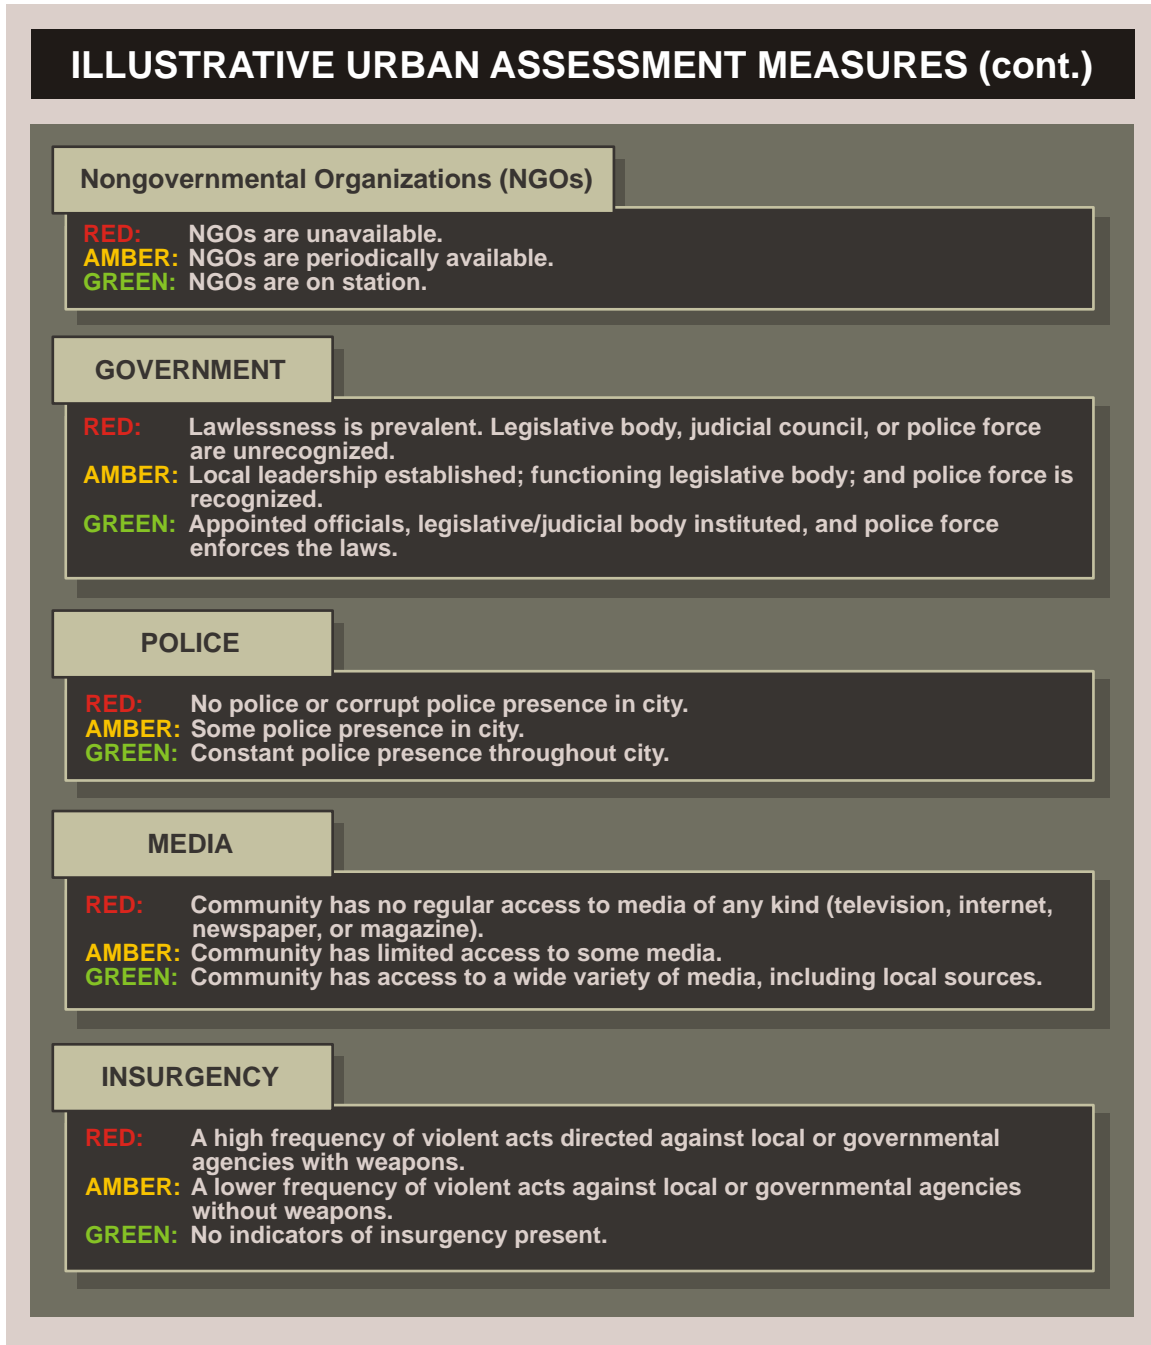 ILLUSTRATIVE URBAN ASSESSMENT MEASURES (cont.)
Nongovernmental Organizations (NGOs)
RED: NGOs are unavailable.
AMBER: NGOs are periodically available.
GREEN: NGOs are on station.
GOVERNMENT
RED: Lawlessness is prevalent. Legislative body, judicial council, or police force
are unrecognized.
AMBER: Local leadership established; functioning legislative body; and police force is
recognized.
GREEN: Appointed officials, legislative/judicial body instituted, and police force
enforces the laws.
POLICE
RED: No police or corrupt police presence in city.
AMBER: Some police presence in city.
GREEN: Constant police presence throughout city.
MEDIA
RED: Community has no regular access to media of any kind (television, internet,
newspaper, or magazine).
AMBER: Community has limited access to some media.
GREEN: Community has access to a wide variety of media, including local sources.
INSURGENCY
RED: A high frequency of violent acts directed against local or governmental
agencies with weapons.
AMBER: A lower frequency of violent acts against local or governmental agencies
without weapons.
GREEN: No indicators of insurgency present.